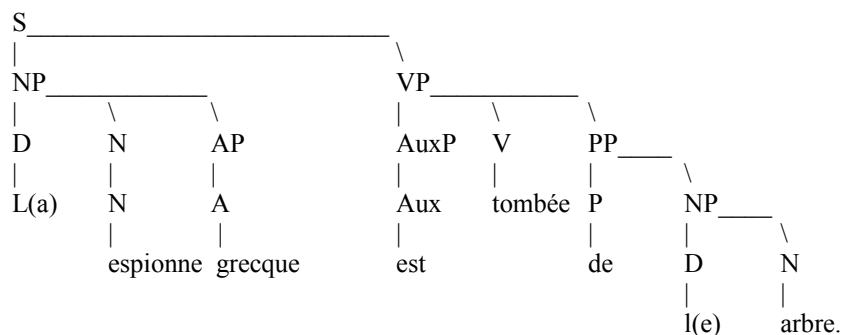 S
NP VP
D N AP AuxP V PP
L(a) N A Aux tombée P NP
espionne grecque est de D N
l(e) arbre.